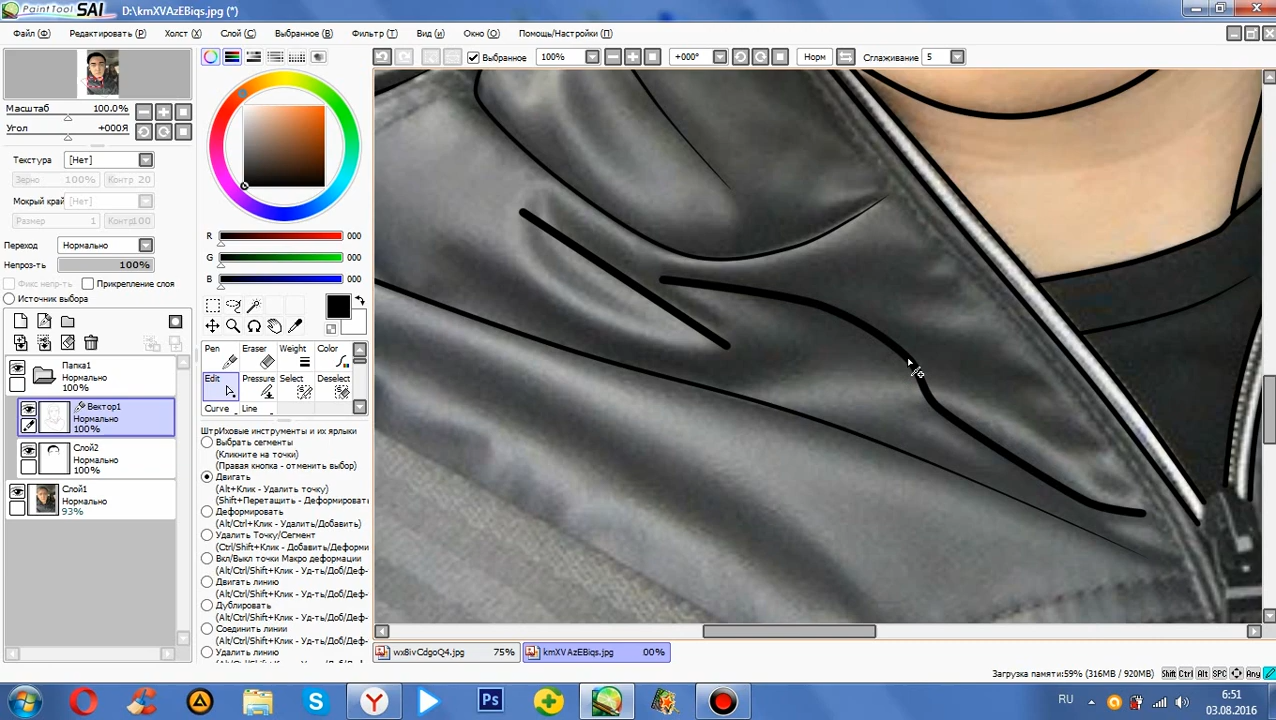 PaintTool SAI D:\kmXVAzEBiqs.jpg (*)
Файл (Ф) Редактировать (Р) Холст (Х) Слой (С) Выбранное (В) Фильтр (Т) Вид (и) Окно (О) Помощь/Настройки (П)
Выбранное 100% +000° Норм Сглаживание 5
Масштаб 100.0%
Угол +000Я
Текстура [Нет]
Зерно 100% Контр 20
Мокрый край [Нет]
Размер 1 Контр 100
Переход Нормально
Непроз-ть 100%
Фикс непр-ть Прикрепление слоя
Источник выбора
Папка1
Нормально
100%
Вектор1
Нормально
100%
Слой2
Нормально
100%
Слой1
Нормально
93%
R 000
G 000
B 000
Pen Eraser Weight Color
Edit Pressure Select Deselect
Curve Line
ШтрИховые инструменты и их ярлыки
Выбрать сегменты
(Кликните на точки)
(Правая кнопка - отменить выбор)
Двигать
(Alt+Клик - Удалить точку)
(Shift+Перетащить - Деформировать
Деформировать
(Alt/Ctrl+Клик - Удалить/Добавить)
Удалить Точку/Сегмент
(Ctrl/Shift+Клик - Добавить/Деформи
Вкл/Выкл точки Макро деформации
(Alt/Ctrl/Shift+Клик - Уд-ть/Доб/Деф-
Двигать линию
(Alt/Ctrl/Shift+Клик - Уд-ть/Доб/Деф-
Дублировать
(Alt/Ctrl/Shift+Клик - Уд-ть/Доб/Деф-
Соединить линии
(Alt/Ctrl/Shift+Клик - Уд-ть/Доб/Деф-
Удалить линию
wx8ivCdgoQ4.jpg 75% kmXVAzEBiqs.jpg 00%
Загрузка памяти:59% (316MB / 920MB) Shift Ctrl Alt SPC Any
Ps
RU
6:51
03.08.2016